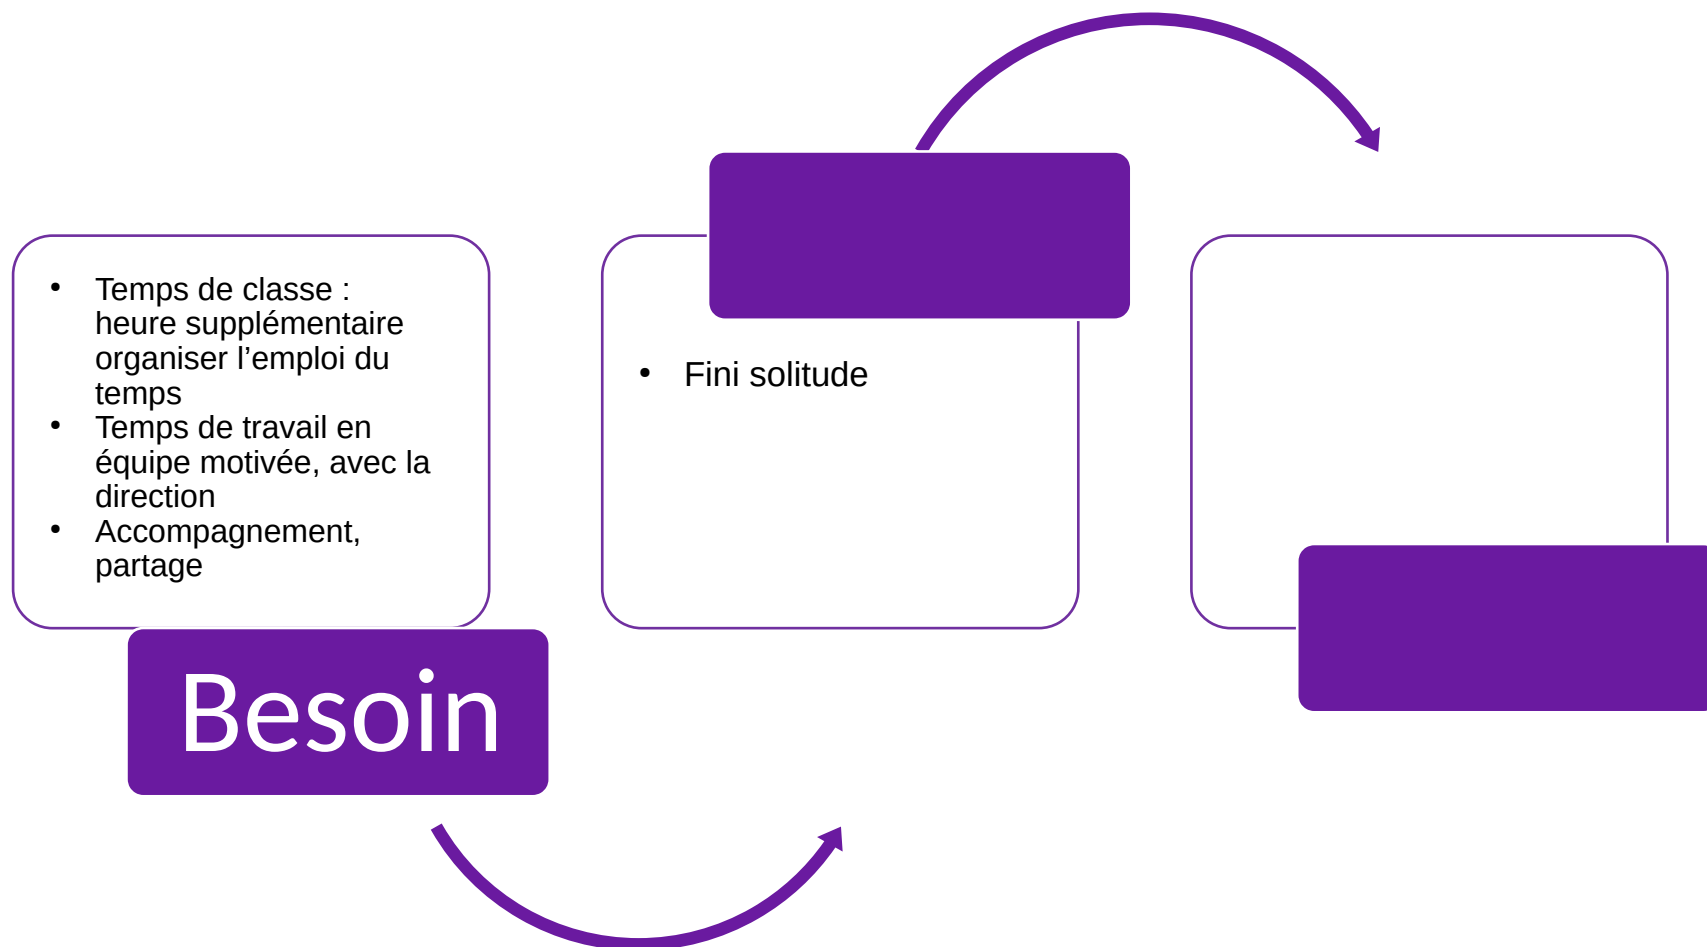 • Temps de classe :
heure supplémentaire
organiser l’emploi du
temps
• Temps de travail en
équipe motivée, avec la
direction
• Accompagnement,
partage
Besoin
• Fini solitude